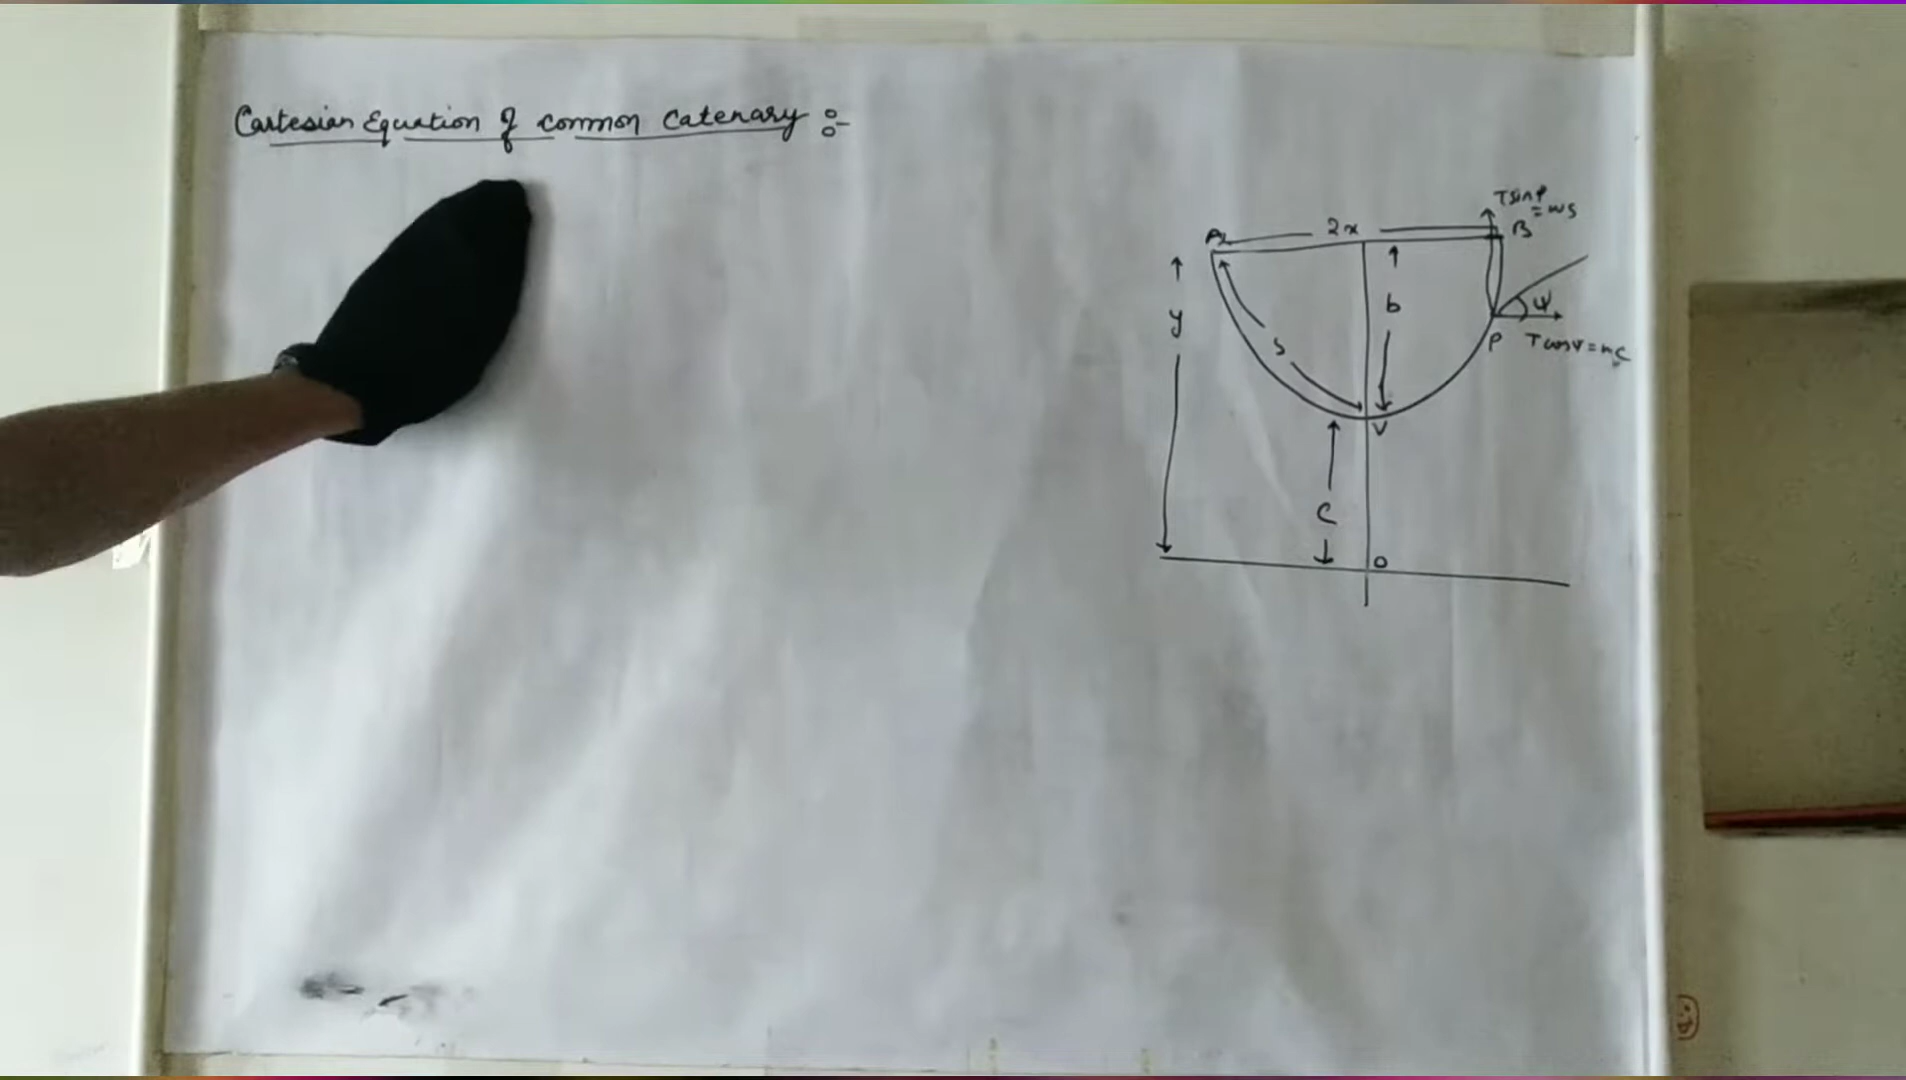 Cartesian Equation of common catenary :-
T sin ψ
= ws
A
2x
B
y
b
ψ
s
P
T cos ψ = wc
V
C
O